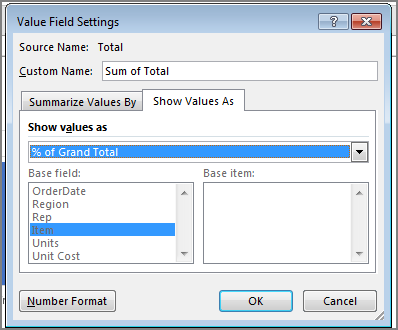 Value Field Settings
?
Source Name: Total
Custom Name: Sum of Total
Summarize Values By Show Values As
Show values as
% of Grand Total
Base field: Base item:
OrderDate
Region
Rep
Item
Units
Unit Cost
Number Format OK Cancel